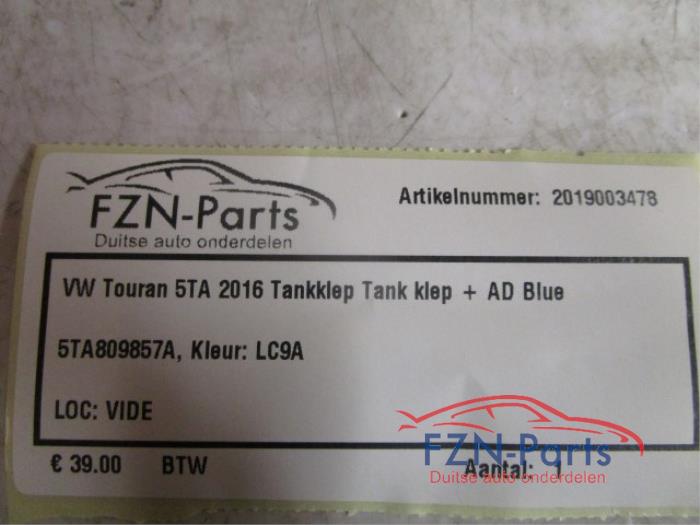 FZN-Parts
Duitse auto onderdelen
Artikelnummer: 2019003478
VW Touran 5TA 2016 Tankklep Tank klep + AD Blue
5TA809857A, Kleur: LC9A
LOC: VIDE
€ 39.00 BTW Aantal: 1
FZN-Parts
Duitse auto onderdelen